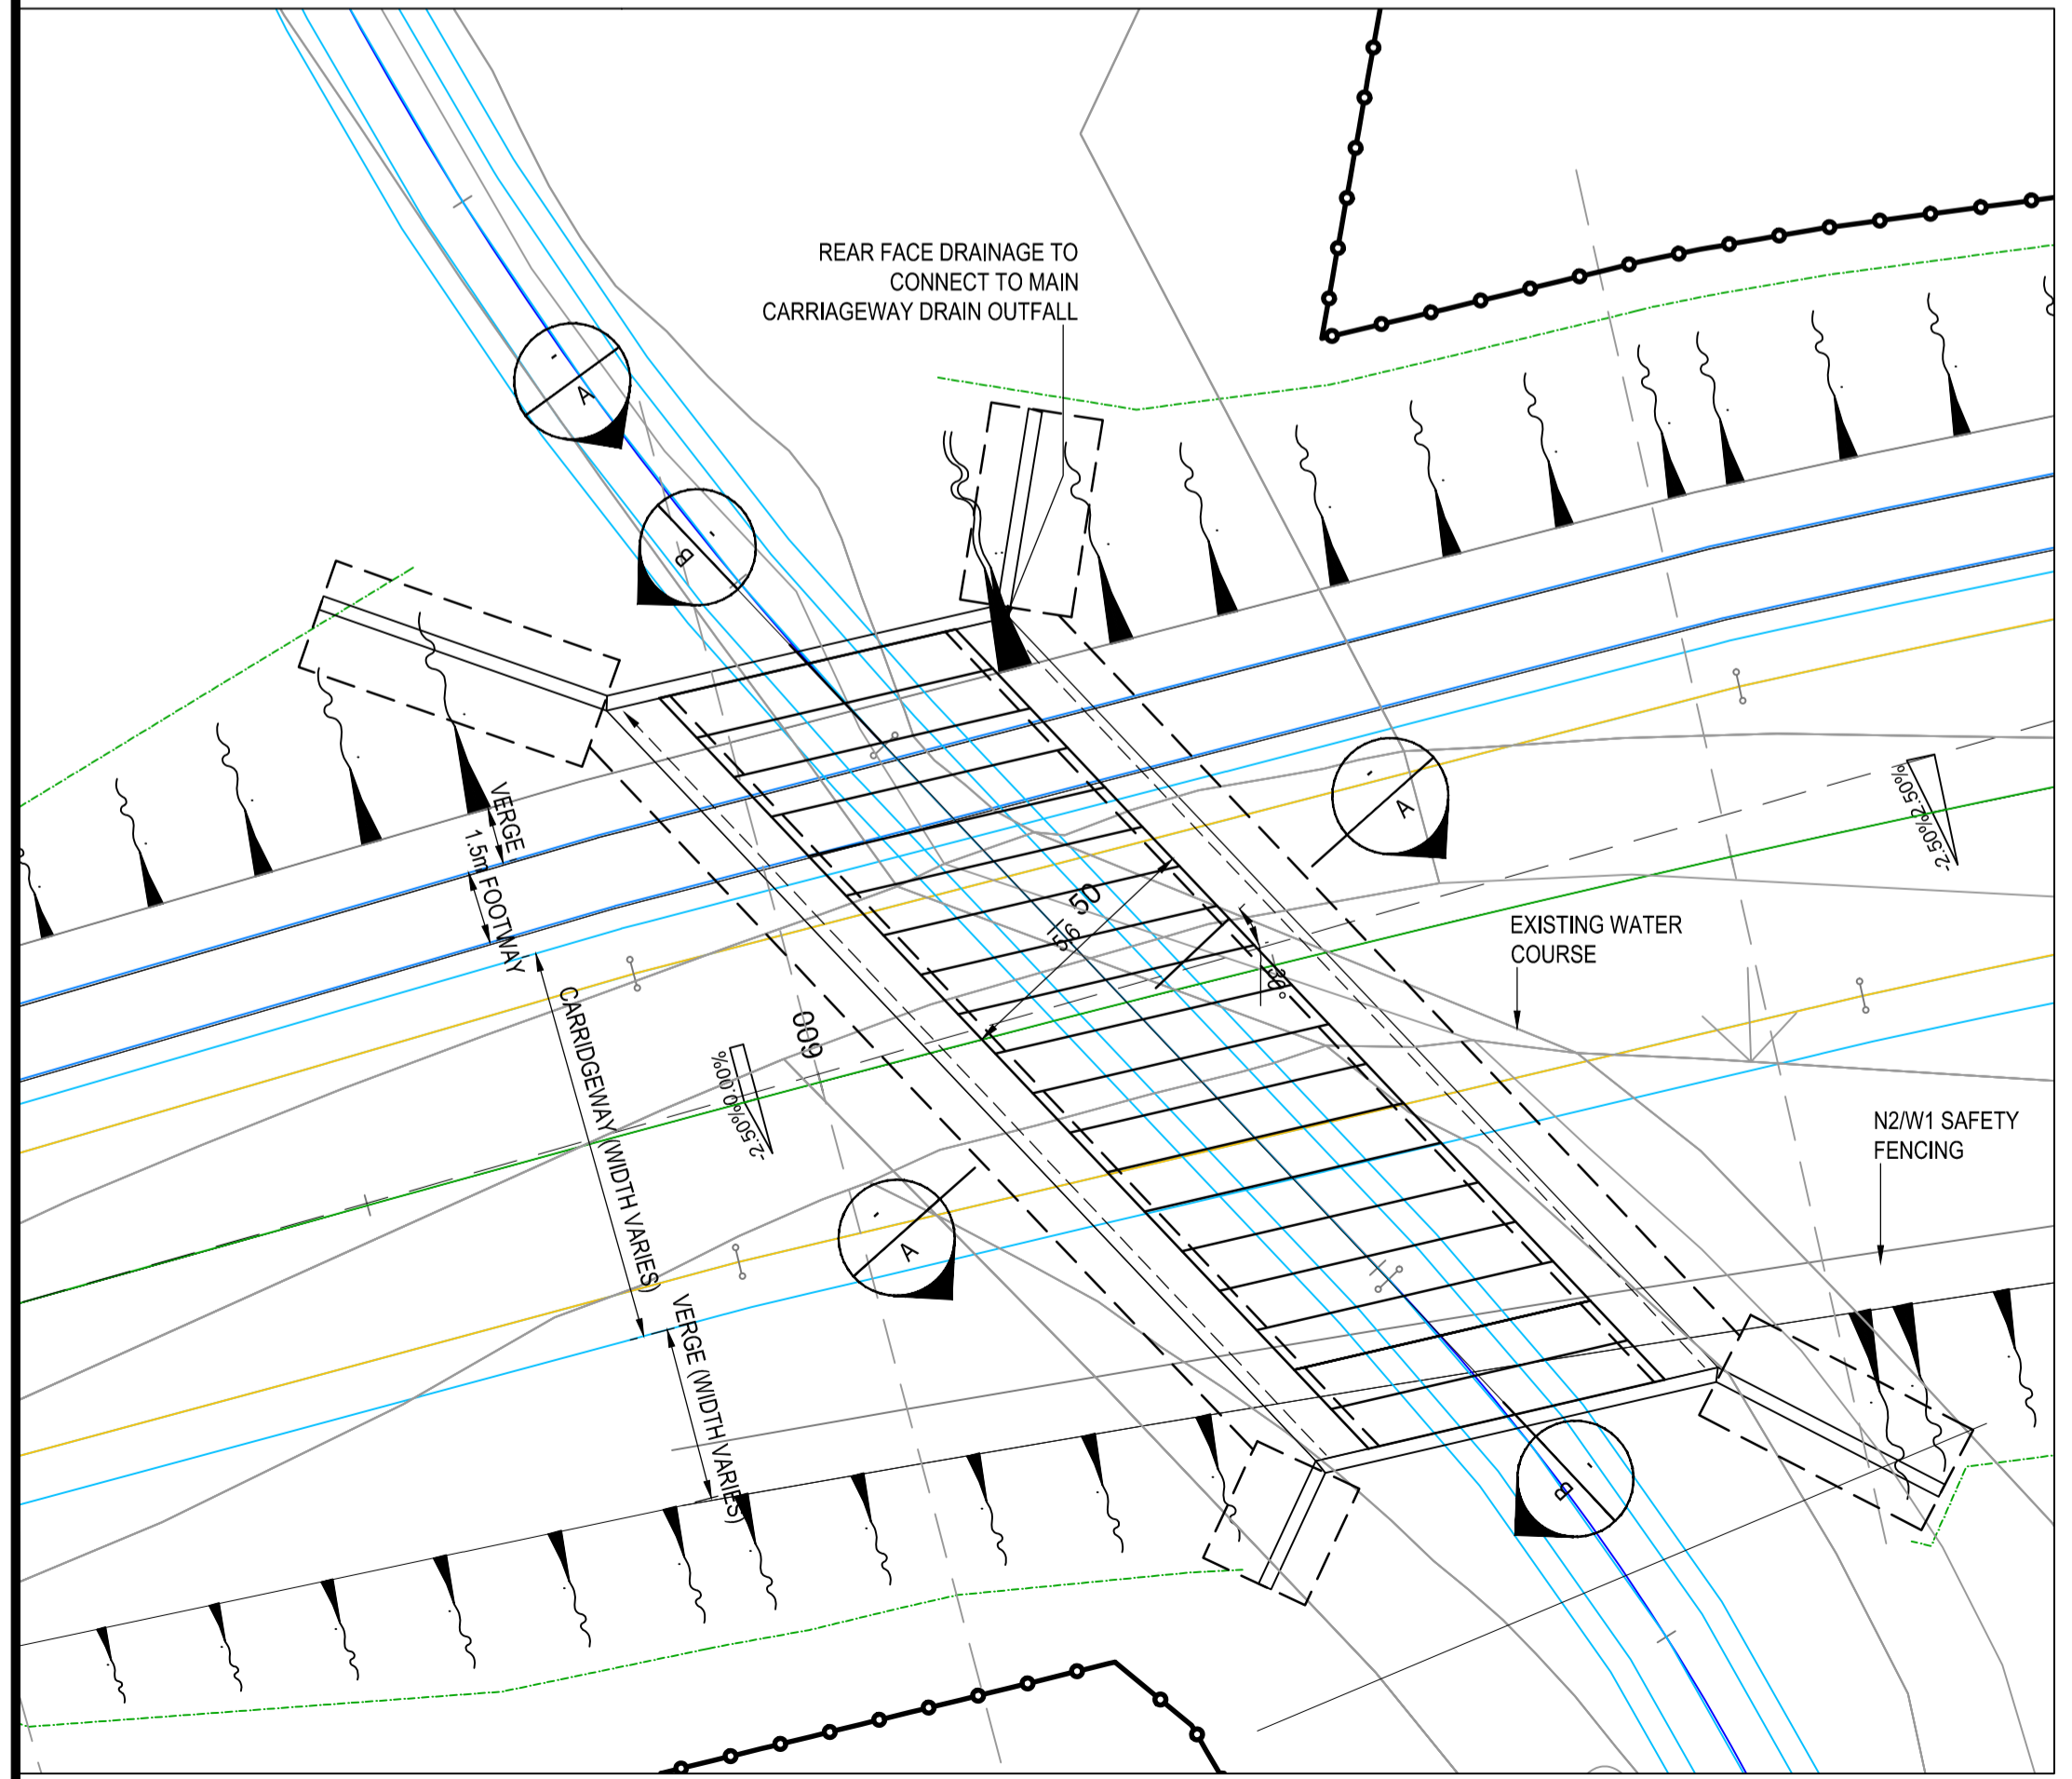 REAR FACE DRAINAGE TO
CONNECT TO MAIN
CARRIAGEWAY DRAIN OUTFALL
A
B
VERGE
1.5m FOOTWAY
A
-2.50%/-2.50%
EXISTING WATER
COURSE
36°
CARRIDGEWAY (WIDTH VARIES)
-2.50%/0.00%
N2/W1 SAFETY
FENCING
A
VERGE (WIDTH VARIES)
B